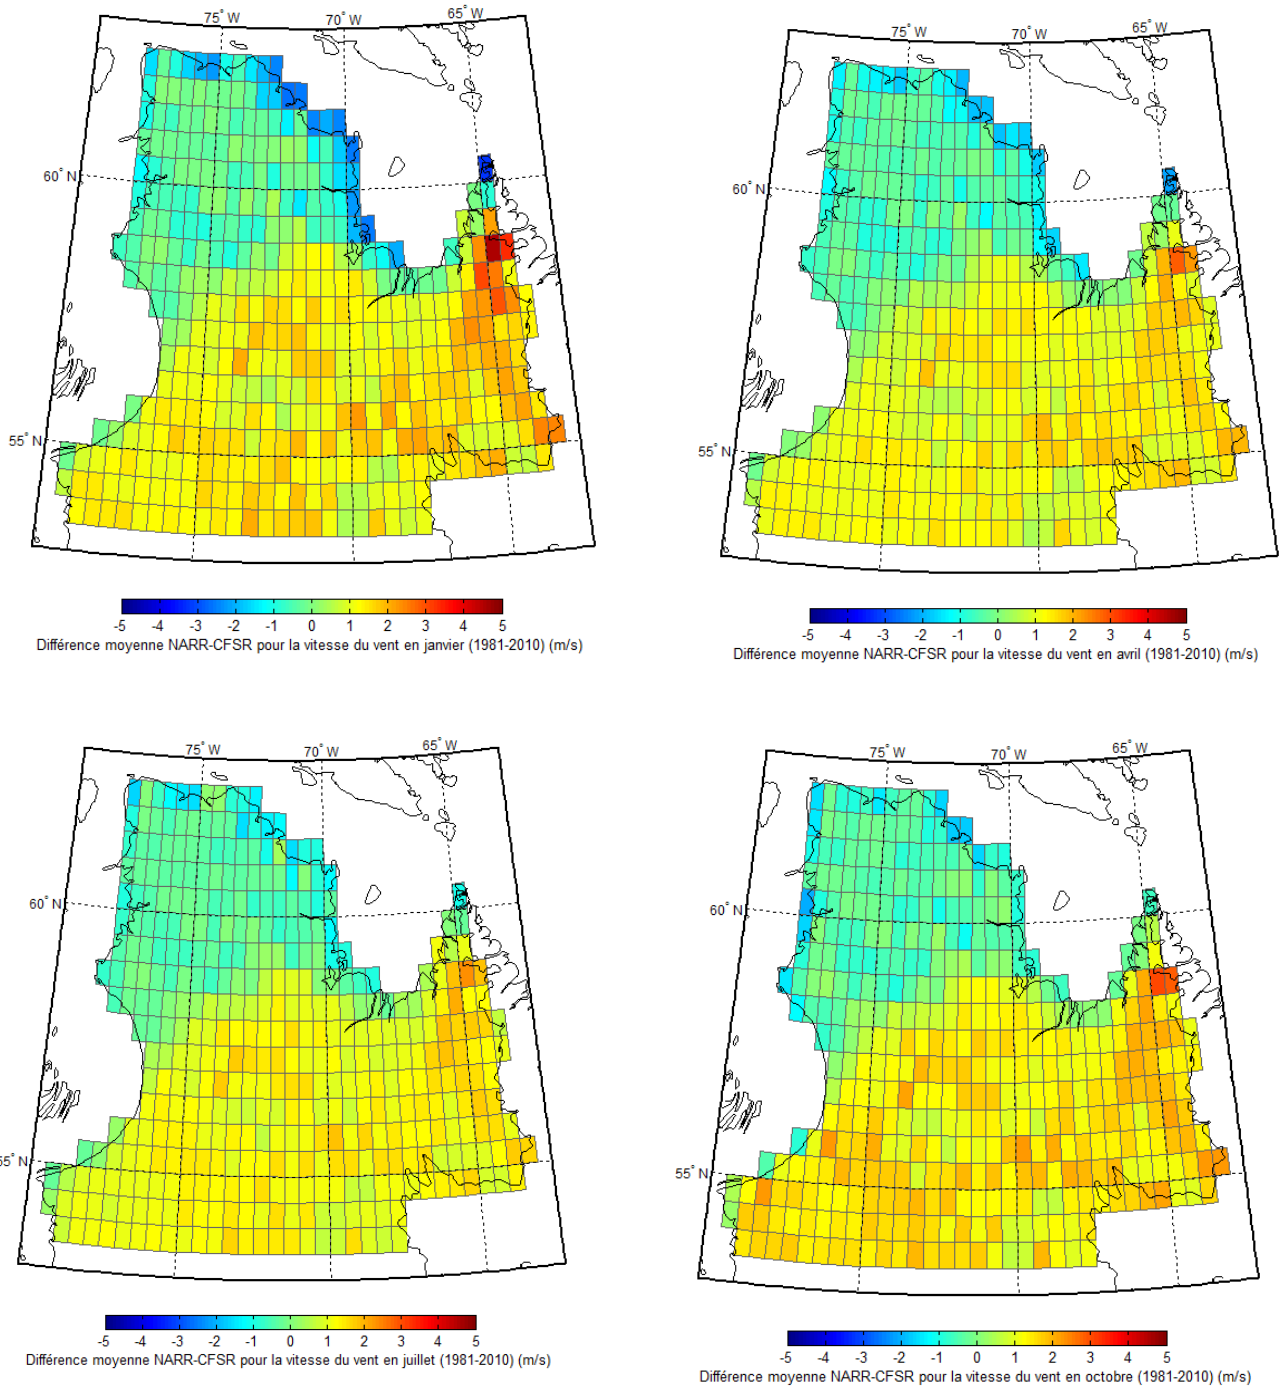 75° W 70° W 65° W
60° N
55° N
-5 -4 -3 -2 -1 0 1 2 3 4 5
Différence moyenne NARR-CFSR pour la vitesse du vent en janvier (1981-2010) (m/s)
75° W 70° W 65° W
60° N
55° N
-5 -4 -3 -2 -1 0 1 2 3 4 5
Différence moyenne NARR-CFSR pour la vitesse du vent en avril (1981-2010) (m/s)
75° W 70° W 65° W
60° N
55° N
-5 -4 -3 -2 -1 0 1 2 3 4 5
Différence moyenne NARR-CFSR pour la vitesse du vent en juillet (1981-2010) (m/s)
75° W 70° W 65° W
60° N
55° N
-5 -4 -3 -2 -1 0 1 2 3 4 5
Différence moyenne NARR-CFSR pour la vitesse du vent en octobre (1981-2010) (m/s)